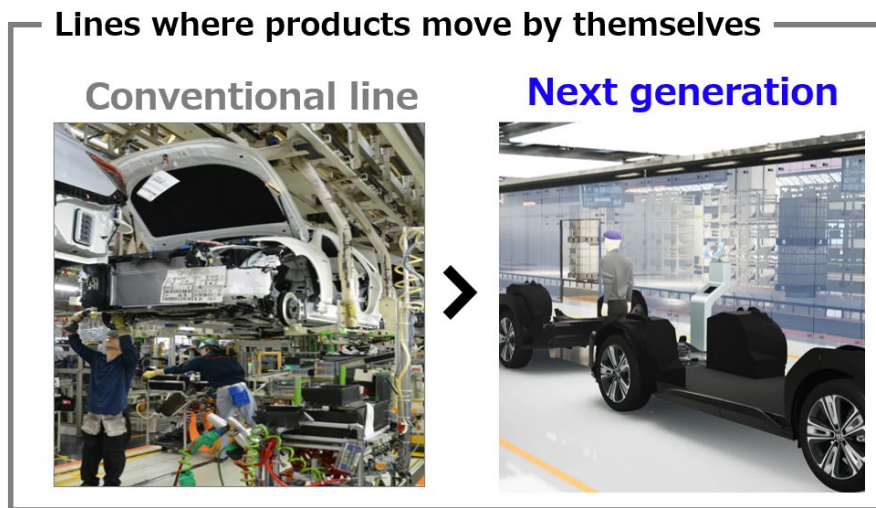 Lines where products move by themselves
Conventional line
Next generation